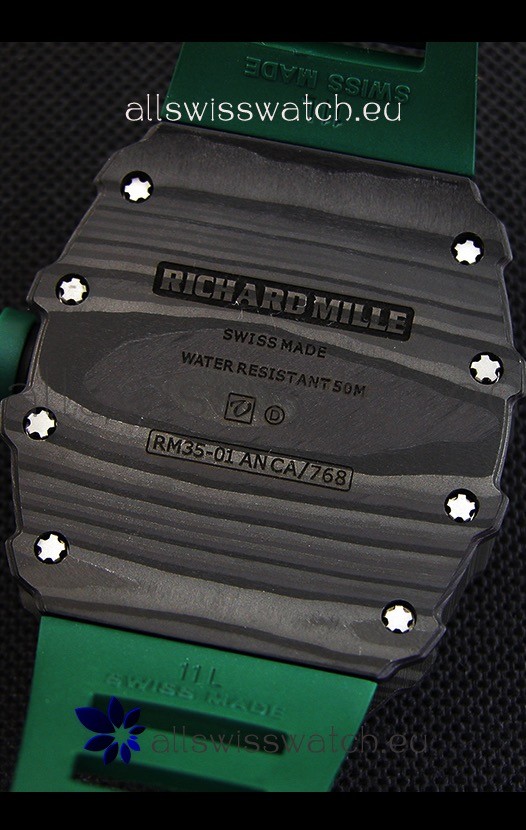 SWISS MADE
allswisswatch.eu
RICHARD MILLE
SWISS MADE
WATER RESISTANT 50M
D
RM35-01 AN CA/768
11 L
SWISS MADE
allswisswatch.eu